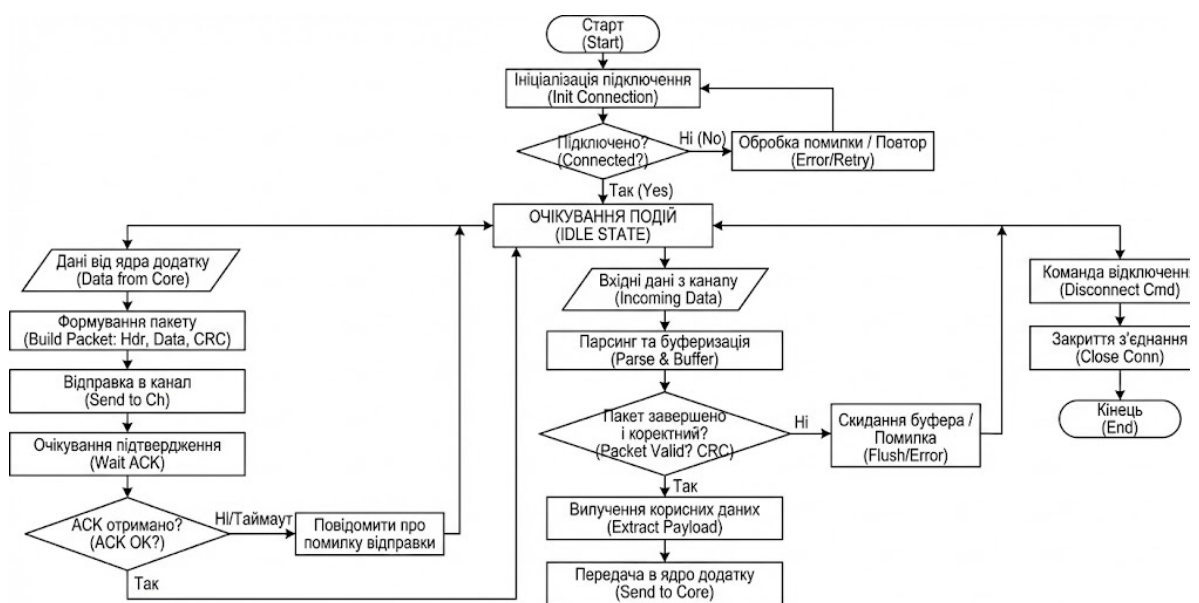 Старт
(Start)
Ініціалізація підключення
(Init Connection)
Підключено?
(Connected?)
Ні (No)
Обробка помилки / Повтор
(Error/Retry)
Так (Yes)
ОЧІКУВАННЯ ПОДІЙ
(IDLE STATE)
Дані від ядра додатку
(Data from Core)
Формування пакету
(Build Packet: Hdr, Data, CRC)
Відправка в канал
(Send to Ch)
Очікування підтвердження
(Wait ACK)
ACK отримано?
(ACK OK?)
Ні/Таймаут
Повідомити про
помилку відправки
Так
Вхідні дані з каналу
(Incoming Data)
Парсинг та буферизація
(Parse & Buffer)
Пакет завершено
і коректний?
(Packet Valid? CRC)
Ні
Скидання буфера /
Помилка
(Flush/Error)
Так
Вилучення корисних даних
(Extract Payload)
Передача в ядро додатку
(Send to Core)
Команда відключення
(Disconnect Cmd)
Закриття з'єднання
(Close Conn)
Кінець
(End)